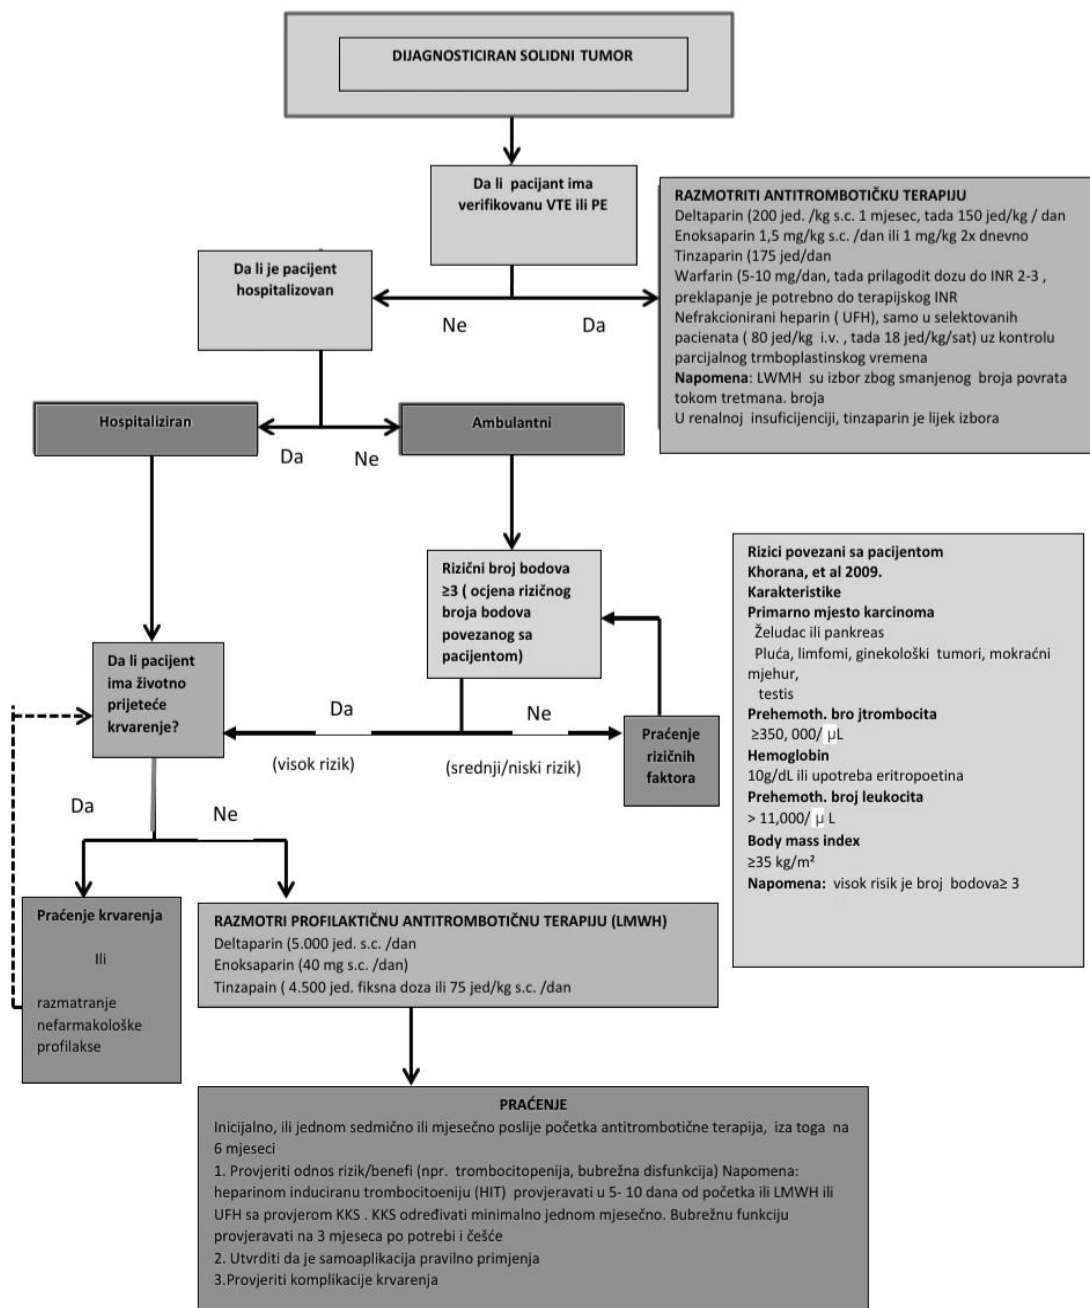 DIJAGNOSTICIRAN SOLIDNI TUMOR
Da li pacijant ima
verifikovanu VTE ili PE
RAZMOTRITI ANTITROMBOTIČKU TERAPIJU
Deltaparin (200 jed. /kg s.c. 1 mjesec, tada 150 jed/kg / dan
Enoksaparin 1,5 mg/kg s.c. /dan ili 1 mg/kg 2x dnevno
Tinzaparin (175 jed/dan
Warfarin (5-10 mg/dan, tada prilagodit dozu do INR 2-3 ,
preklapanje je potrebno do terapijskog INR
Nefrakcionirani heparin ( UFH), samo u selektovanih
pacienata ( 80 jed/kg i.v. , tada 18 jed/kg/sat) uz kontrolu
parcijalnog trmboplastinskog vremena
Napomena: LWMH su izbor zbog smanjenog broja povrata
tokom tretmana. broja
U renalnoj insuficijenciji, tinzaparin je lijek izbora
Da li je pacijent
hospitalizovan
Ne
Da
Hospitaliziran
Da
Ne
Ambulantni
Rizični broj bodova
≥3 ( ocjena rizičnog
broja bodova
povezanog sa
pacijentom)
Rizici povezani sa pacijentom
Khorana, et al 2009.
Karakteristike
Primarno mjesto karcinoma
Želudac ili pankreas
Pluća, limfomi, ginekološki tumori, mokraćni
mjehur,
testis
Prehemoth. bro jtrombocita
≥350, 000/ µL
Hemoglobin
10g/dL ili upotreba eritropoetina
Prehemoth. broj leukocita
> 11,000/ µ L
Body mass index
≥35 kg/m²
Napomena: visok risik je broj bodova≥ 3
Da li pacijent
ima životno
prijeteće
krvarenje?
Da
(visok rizik)
Ne
(srednji/niski rizik)
Praćenje
rizičnih
faktora
Da
Ne
Praćenje krvarenja
Ili
razmatranje
nefarmakološke
profilakse
RAZMOTRI PROFILAKTIČNU ANTITROMBOTIČNU TERAPIJU (LMWH)
Deltaparin (5.000 jed. s.c. /dan
Enoksaparin (40 mg s.c. /dan)
Tinzapain ( 4.500 jed. fiksna doza ili 75 jed/kg s.c. /dan
PRAĆENJE
Inicijalno, ili jednom sedmično ili mjesečno poslije početka antitrombotične terapija, iza toga na
6 mjeseci
1. Provjeriti odnos rizik/benefi (npr. trombocitopenija, bubrežna disfunkcija) Napomena:
heparinom induciranu trombocitoeniju (HIT) provjeravati u 5- 10 dana od početka ili LMWH ili
UFH sa provjerom KKS . KKS određivati minimalno jednom mjesečno. Bubrežnu funkciju
provjeravati na 3 mjeseca po potrebi i češće
2. Utvrditi da je samoaplikacija pravilno primjenja
3.Provjeriti komplikacije krvarenja